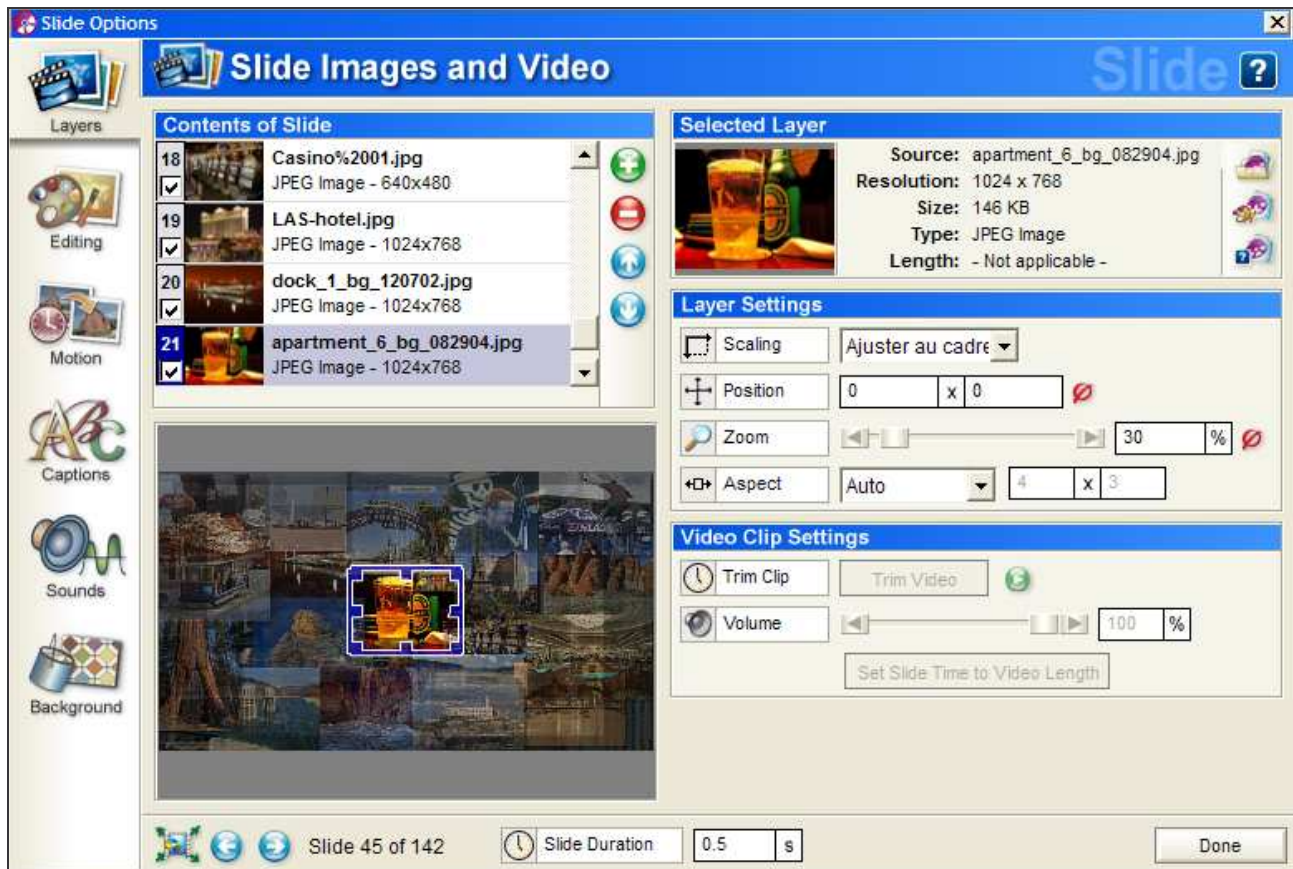 Slide Options
Slide Images and Video
Slide
?
Layers
Editing
Motion
Captions
Sounds
Background
Contents of Slide
18
Casino%2001.jpg
JPEG Image - 640x480
19
LAS-hotel.jpg
JPEG Image - 1024x768
20
dock_1_bg_120702.jpg
JPEG Image - 1024x768
21
apartment_6_bg_082904.jpg
JPEG Image - 1024x768
Selected Layer
Source: apartment_6_bg_082904.jpg
Resolution: 1024 x 768
Size: 146 KB
Type: JPEG Image
Length: - Not applicable -
Layer Settings
Scaling Ajuster au cadre
Position 0 x 0
Zoom 30 %
Aspect Auto 4 x 3
Video Clip Settings
Trim Clip Trim Video
Volume 100 %
Set Slide Time to Video Length
Slide 45 of 142 Slide Duration 0.5 s Done